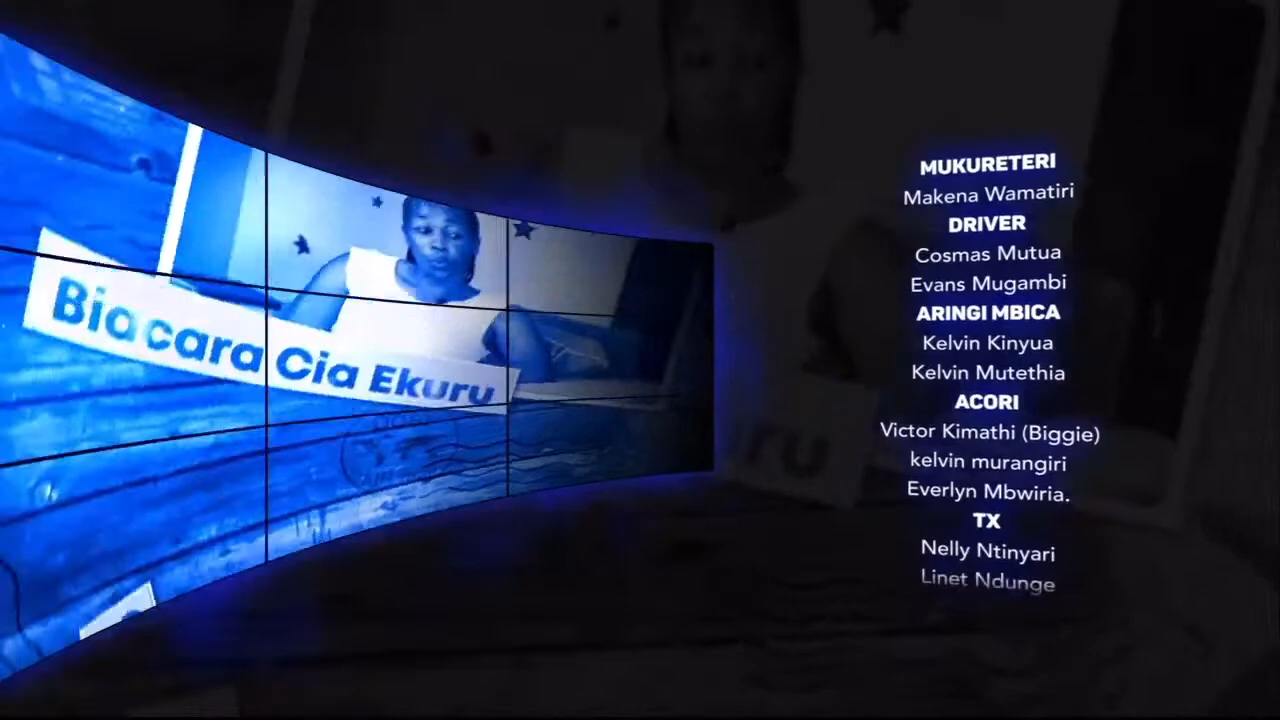 Biacara Cia Ekuru
MUKURETERI
Makena Wamatiri
DRIVER
Cosmas Mutua
Evans Mugambi
ARINGI MBICA
Kelvin Kinyua
Kelvin Mutethia
ACORI
Victor Kimathi (Biggie)
kelvin murangiri
Everlyn Mbwiria.
TX
Nelly Ntinyari
Linet Ndunge